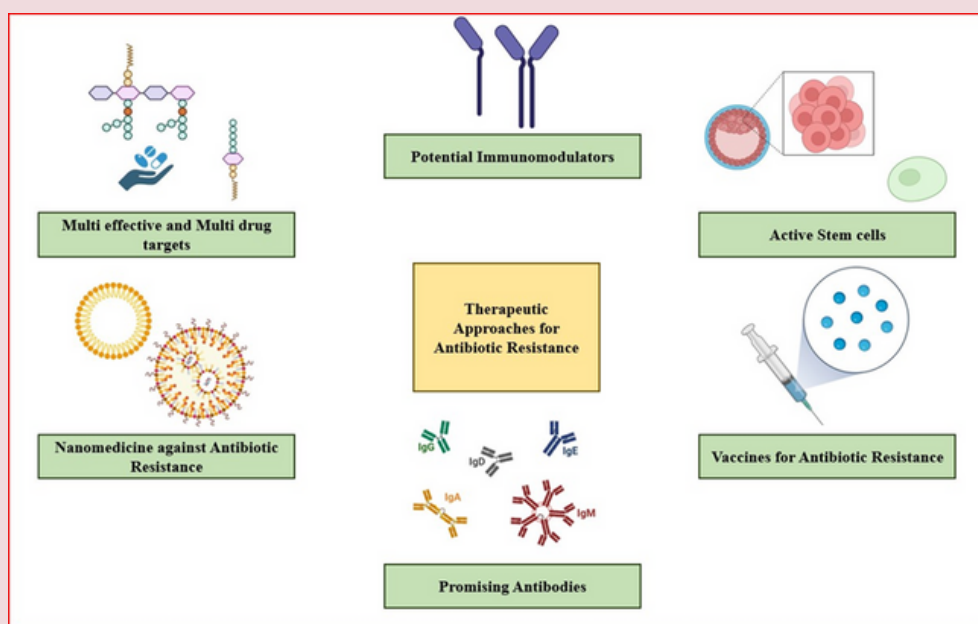 Potential Immunomodulators
Multi effective and Multi drug
targets
Active Stem cells
Therapeutic
Approaches for
Antibiotic Resistance
Nanomedicine against Antibiotic
Resistance
Vaccines for Antibiotic Resistance
IgG
IgD
IgE
IgA
IgM
Promising Antibodies